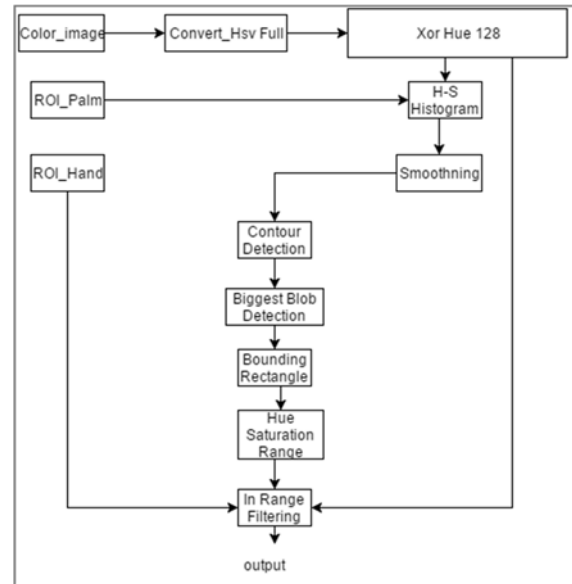 Color_image
Convert_Hsv Full
Xor Hue 128
ROI_Palm
H-S
Histogram
ROI_Hand
Smoothning
Contour
Detection
Biggest Blob
Detection
Bounding
Rectangle
Hue
Saturation
Range
In Range
Filtering
output